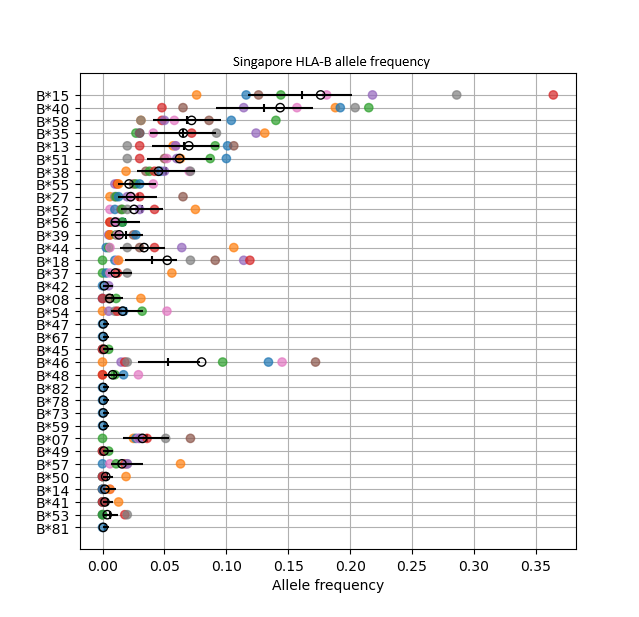 Singapore HLA-B allele frequency
B*15
B*40
B*58
B*35
B*13
B*51
B*38
B*55
B*27
B*52
B*56
B*39
B*44
B*18
B*37
B*42
B*08
B*54
B*47
B*67
B*45
B*46
B*48
B*82
B*78
B*73
B*59
B*07
B*49
B*57
B*50
B*14
B*41
B*53
B*81
0.00 0.05 0.10 0.15 0.20 0.25 0.30 0.35
Allele frequency